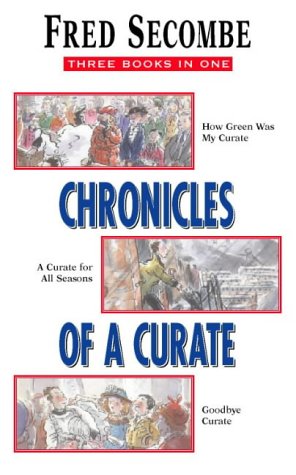 FRED SECOMBE
THREE BOOKS IN ONE
How Green Was
My Curate
CHRONICLES
A Curate for
All Seasons
OF A CURATE
Goodbye
Curate